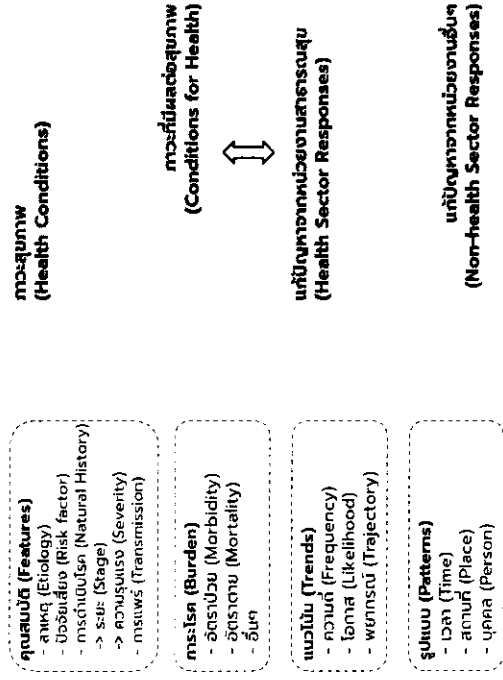 ภาวะสุขภาพ
(Health Conditions)
ภาวะที่มีผลต่อสุขภาพ
(Conditions for Health)
แก้ปัญหาจากหน่วยงานสาธารณสุข
(Health Sector Responses)
แก้ปัญหาจากหน่วยงานอื่นๆ
(Non-health Sector Responses)
คุณสมบัติ (Features)
- สาเหตุ (Etiology)
- ปัจจัยเสี่ยง (Risk factor)
- การดำเนินโรค (Natural History)
-> ระยะ (Stage)
-> ความรุนแรง (Severity)
- การแพร่ (Transmission)
ภาระโรค (Burden)
- อัตราป่วย (Morbidity)
- อัตราตาย (Mortality)
- อื่นๆ
แนวโน้ม (Trends)
- ความถี่ (Frequency)
- โอกาส (Likelihood)
- พยากรณ์ (Trajectory)
รูปแบบ (Patterns)
- เวลา (Time)
- สถานที่ (Place)
- บุคคล (Person)